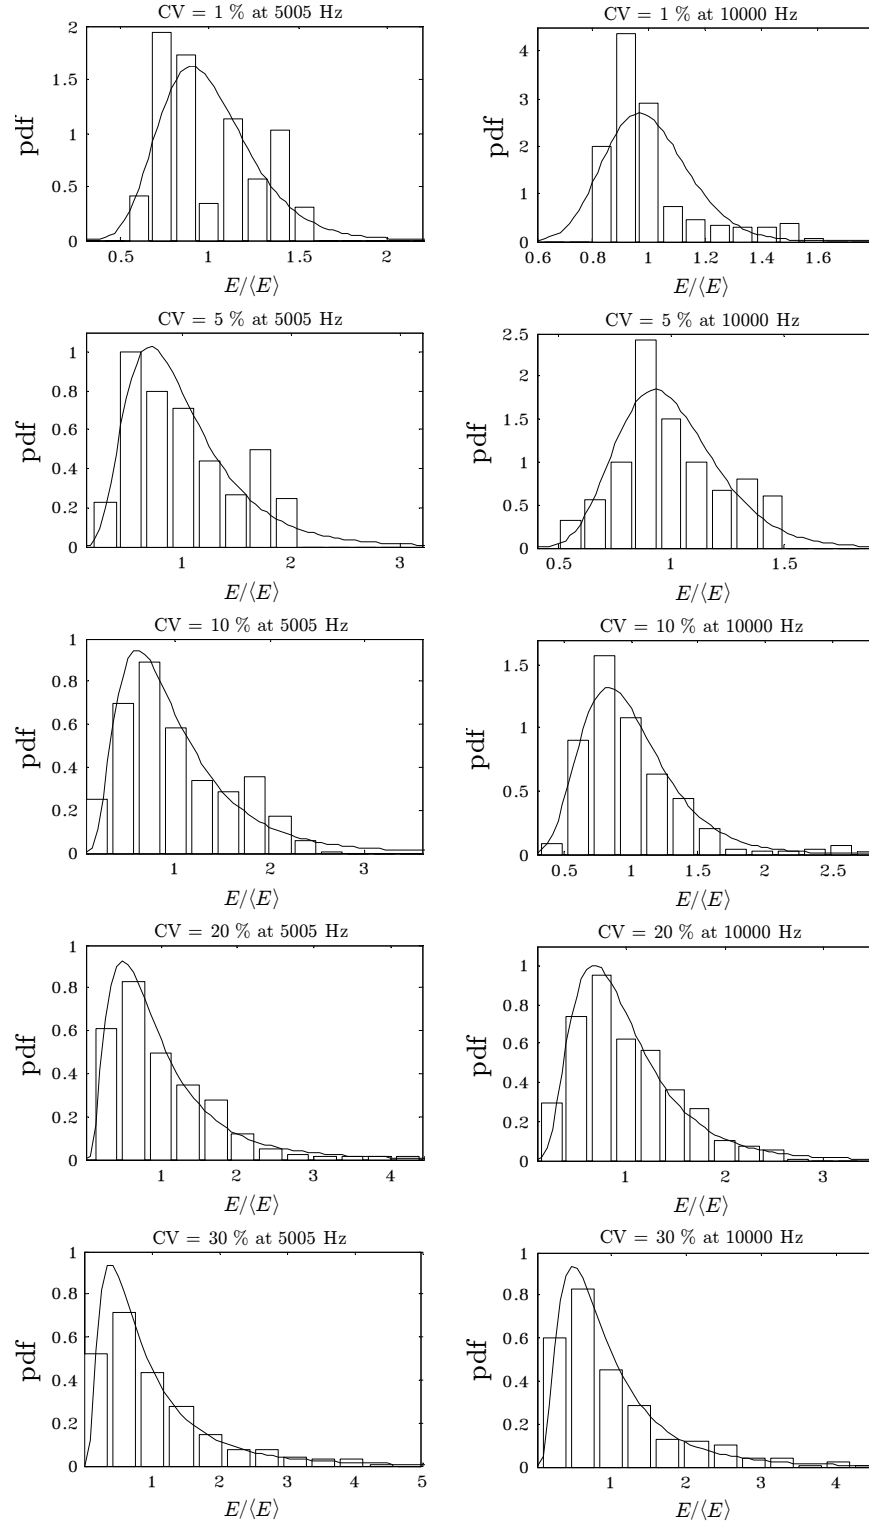 CV = 1 % at 5005 Hz
pdf
2
1.5
1
0.5
0
0.5 1 1.5 2
E/⟨E⟩
CV = 1 % at 10000 Hz
pdf
4
3
2
1
0
0.6 0.8 1 1.2 1.4 1.6
E/⟨E⟩
CV = 5 % at 5005 Hz
pdf
1
0.8
0.6
0.4
0.2
0
1 2 3
E/⟨E⟩
CV = 5 % at 10000 Hz
pdf
2.5
2
1.5
1
0.5
0
0.5 1 1.5
E/⟨E⟩
CV = 10 % at 5005 Hz
pdf
1
0.8
0.6
0.4
0.2
0
1 2 3
E/⟨E⟩
CV = 10 % at 10000 Hz
pdf
1.5
1
0.5
0
0.5 1 1.5 2 2.5
E/⟨E⟩
CV = 20 % at 5005 Hz
pdf
1
0.8
0.6
0.4
0.2
0
1 2 3 4
E/⟨E⟩
CV = 20 % at 10000 Hz
pdf
1
0.8
0.6
0.4
0.2
0
1 2 3
E/⟨E⟩
CV = 30 % at 5005 Hz
pdf
1
0.8
0.6
0.4
0.2
0
1 2 3 4 5
E/⟨E⟩
CV = 30 % at 10000 Hz
pdf
1
0.8
0.6
0.4
0.2
0
1 2 3 4
E/⟨E⟩